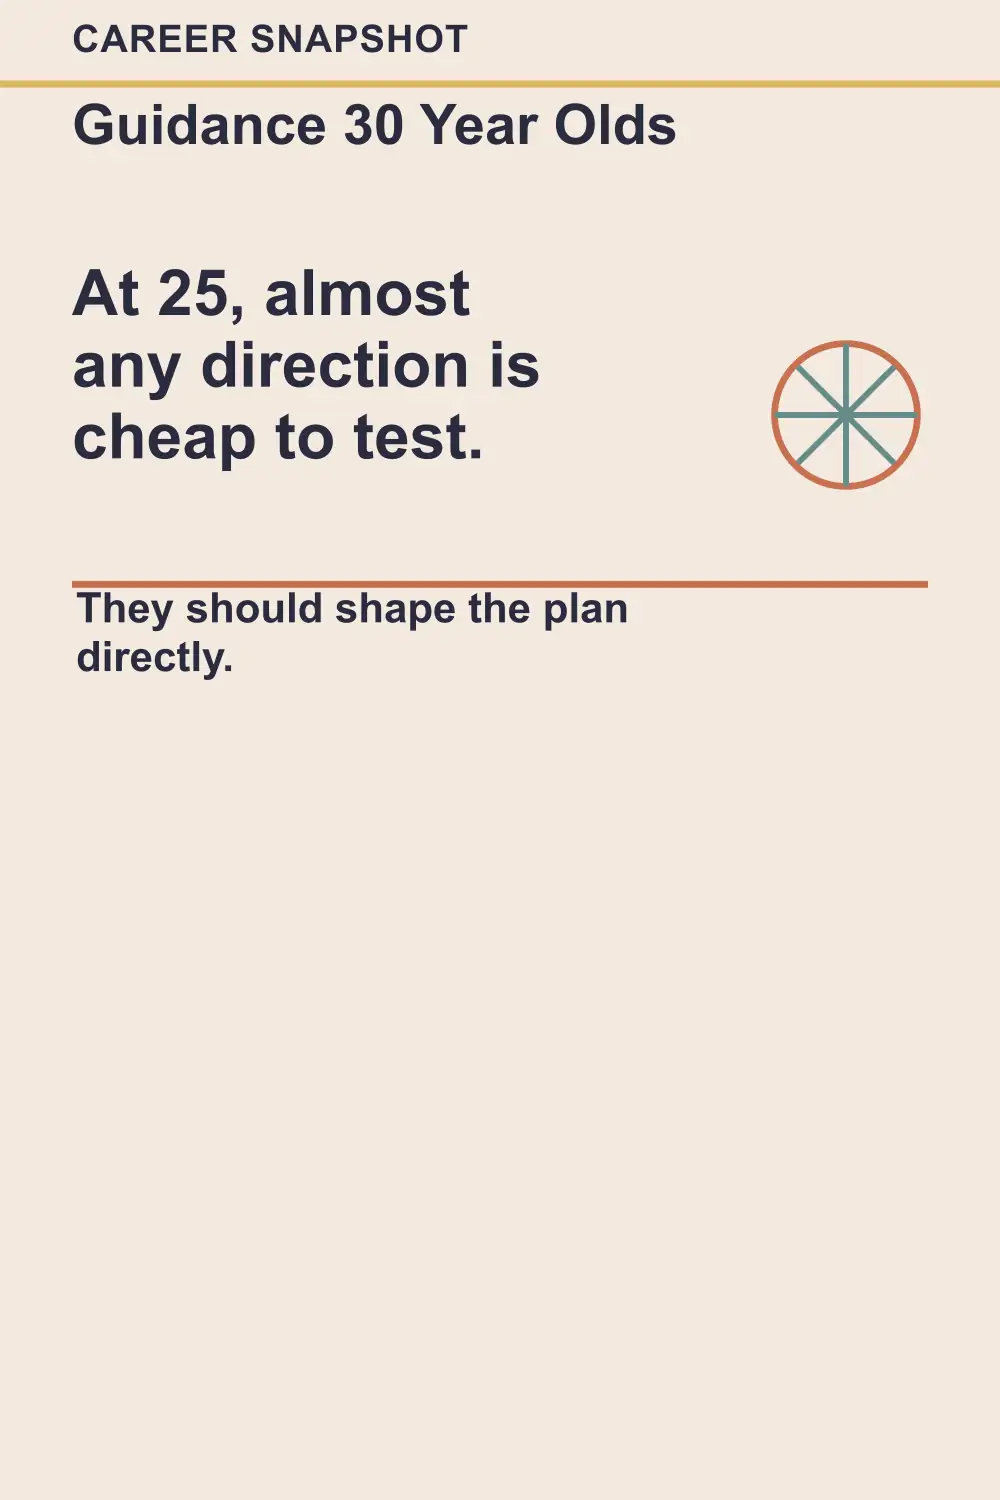 CAREER SNAPSHOT
Guidance 30 Year Olds
At 25, almost
any direction is
cheap to test.
They should shape the plan
directly.